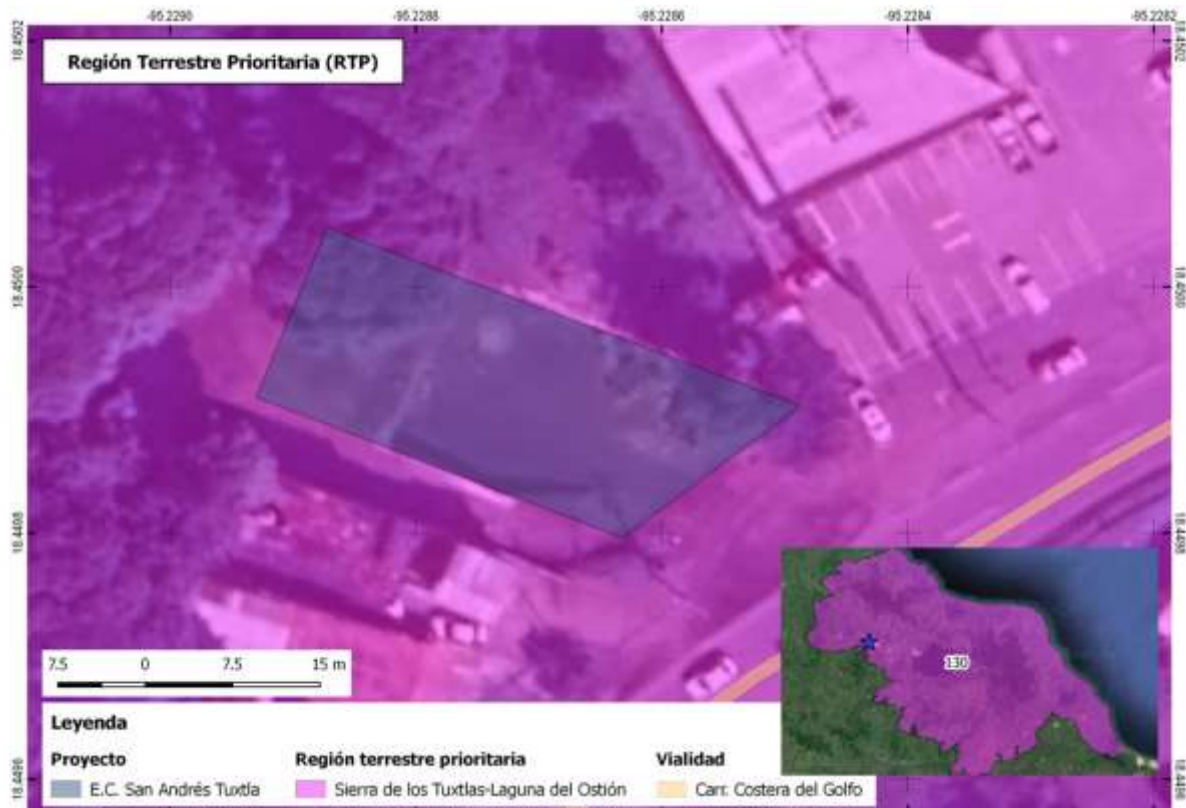 -95.2290 -95.2288 -95.2286 -95.2284 -95.2282
18.4502 18.4502
Región Terrestre Prioritaria (RTP)
18.4500 18.4500
18.4498 18.4498
130
7.5 0 7.5 15 m
Leyenda
Proyecto Región terrestre prioritaria Vialidad
E.C. San Andrés Tuxtla Sierra de los Tuxtlas-Laguna del Ostión Carr. Costera del Golfo
18.4496 18.4496